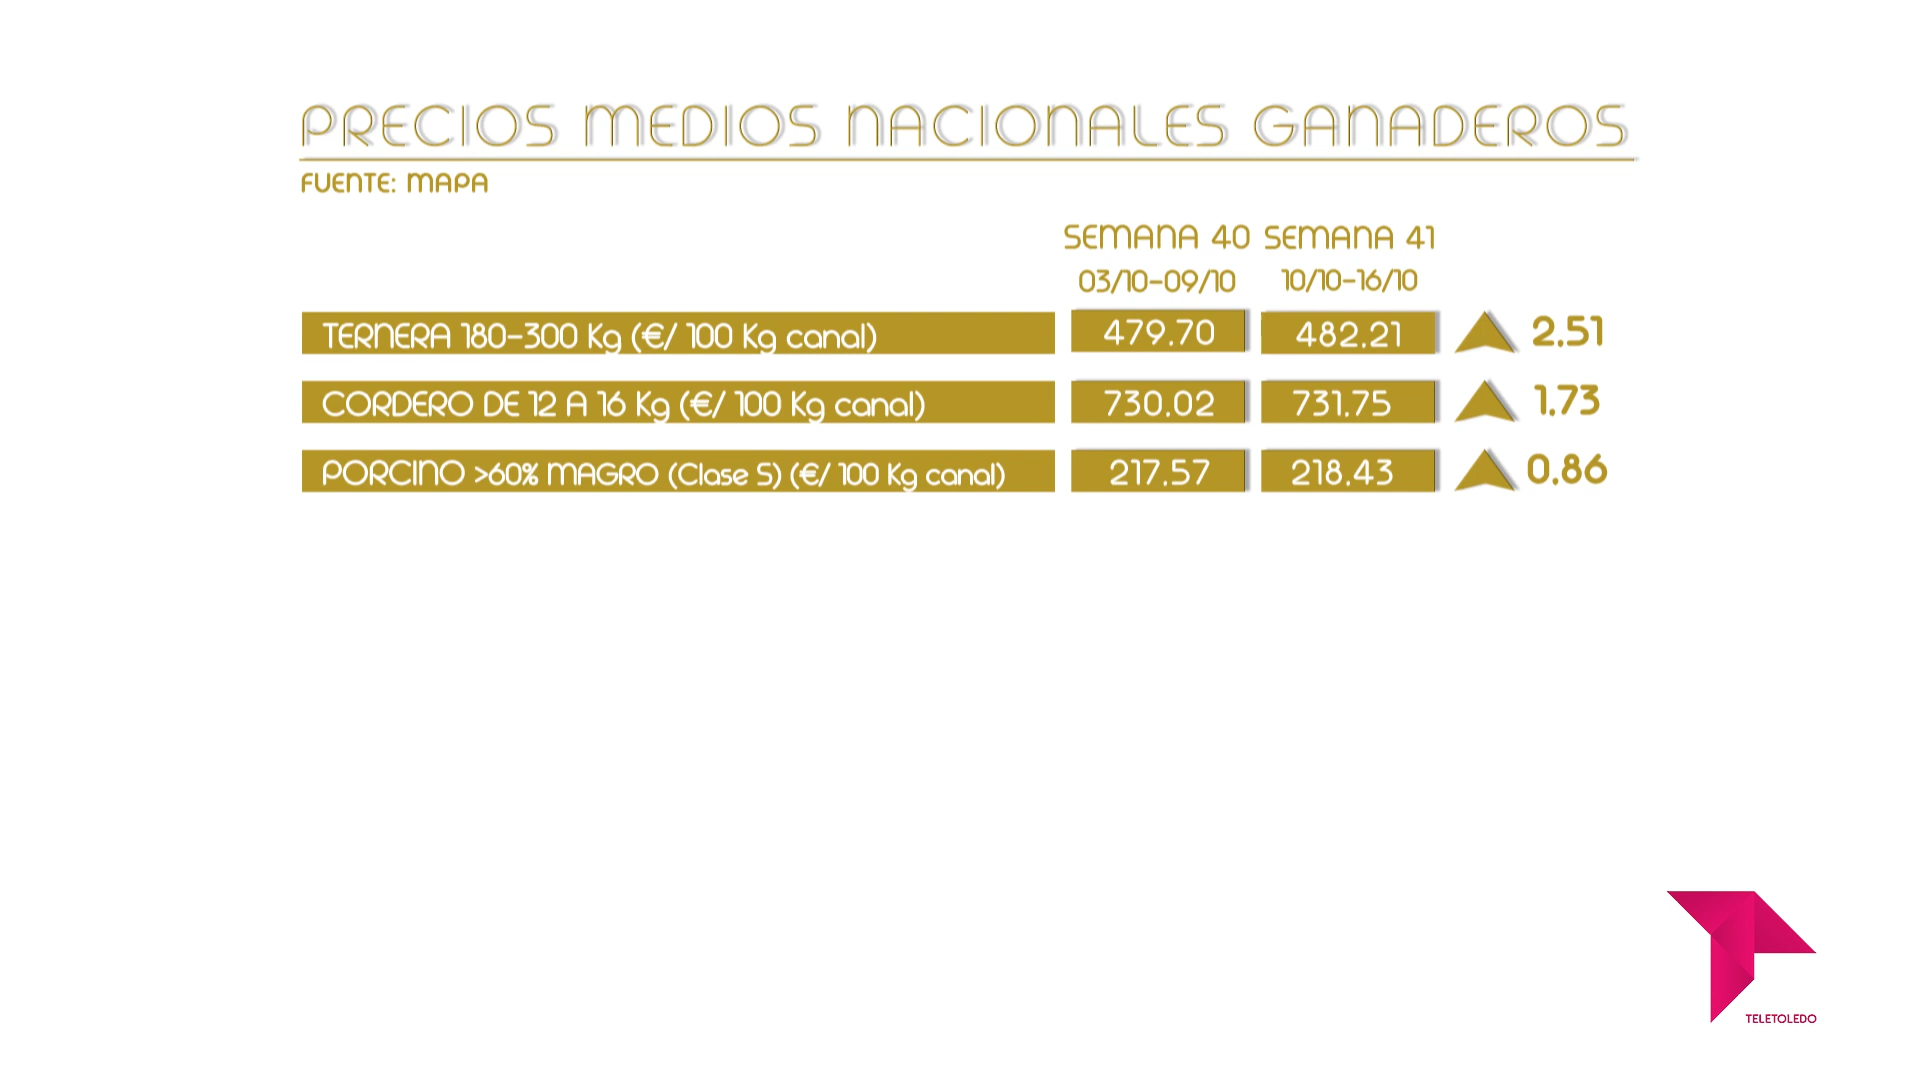 PRECIOS MEDIOS NACIONALES GANADEROS
FUENTE: MAPA
SEMANA 40 SEMANA 41
03/10-09/10 10/10-16/10
TERNERA 180-300 Kg (€/ 100 Kg canal) 479.70 482.21 2.51
CORDERO DE 12 A 16 Kg (€/ 100 Kg canal) 730.02 731.75 1.73
PORCINO >60% MAGRO (Clase S) (€/ 100 Kg canal) 217.57 218.43 0.86
TELETOLEDO